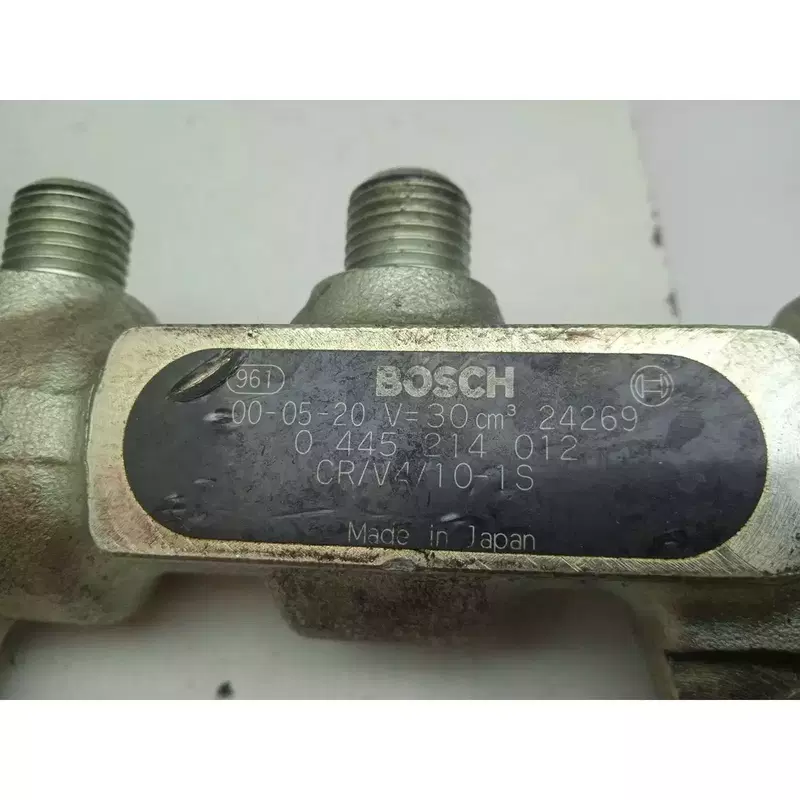 961 BOSCH
00-05-20 V=30cm³ 24269
0 445 214 012
CR/V4/10-1S
Made in Japan